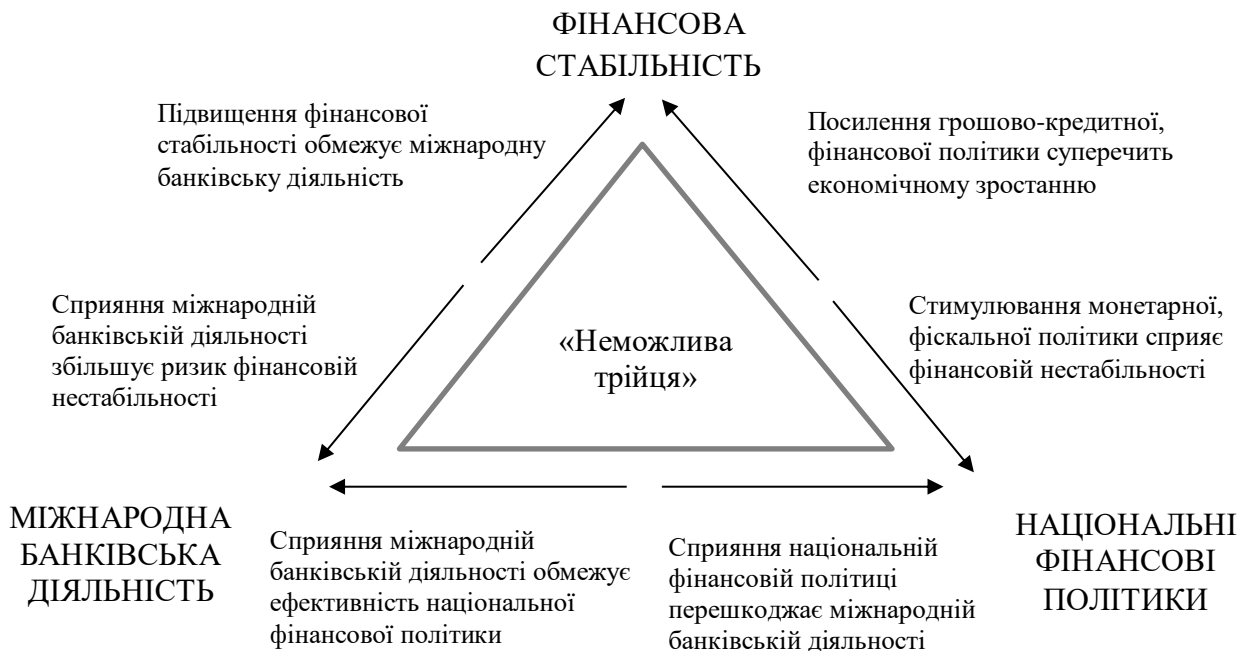 ФІНАНСОВА
СТАБІЛЬНІСТЬ
Підвищення фінансової
стабільності обмежує міжнародну
банківську діяльність
Посилення грошово-кредитної,
фінансової політики суперечить
економічному зростанню
Сприяння міжнародній
банківській діяльності
збільшує ризик фінансовій
нестабільності
«Неможлива
трійця»
Стимулювання монетарної,
фіскальної політики сприяє
фінансовій нестабільності
МІЖНАРОДНА
БАНКІВСЬКА
ДІЯЛЬНІСТЬ
Сприяння міжнародній
банківській діяльності обмежує
ефективність національної
фінансової політики
Сприяння національній
фінансовій політиці
перешкоджає міжнародній
банківській діяльності
НАЦІОНАЛЬНІ
ФІНАНСОВІ
ПОЛІТИКИ